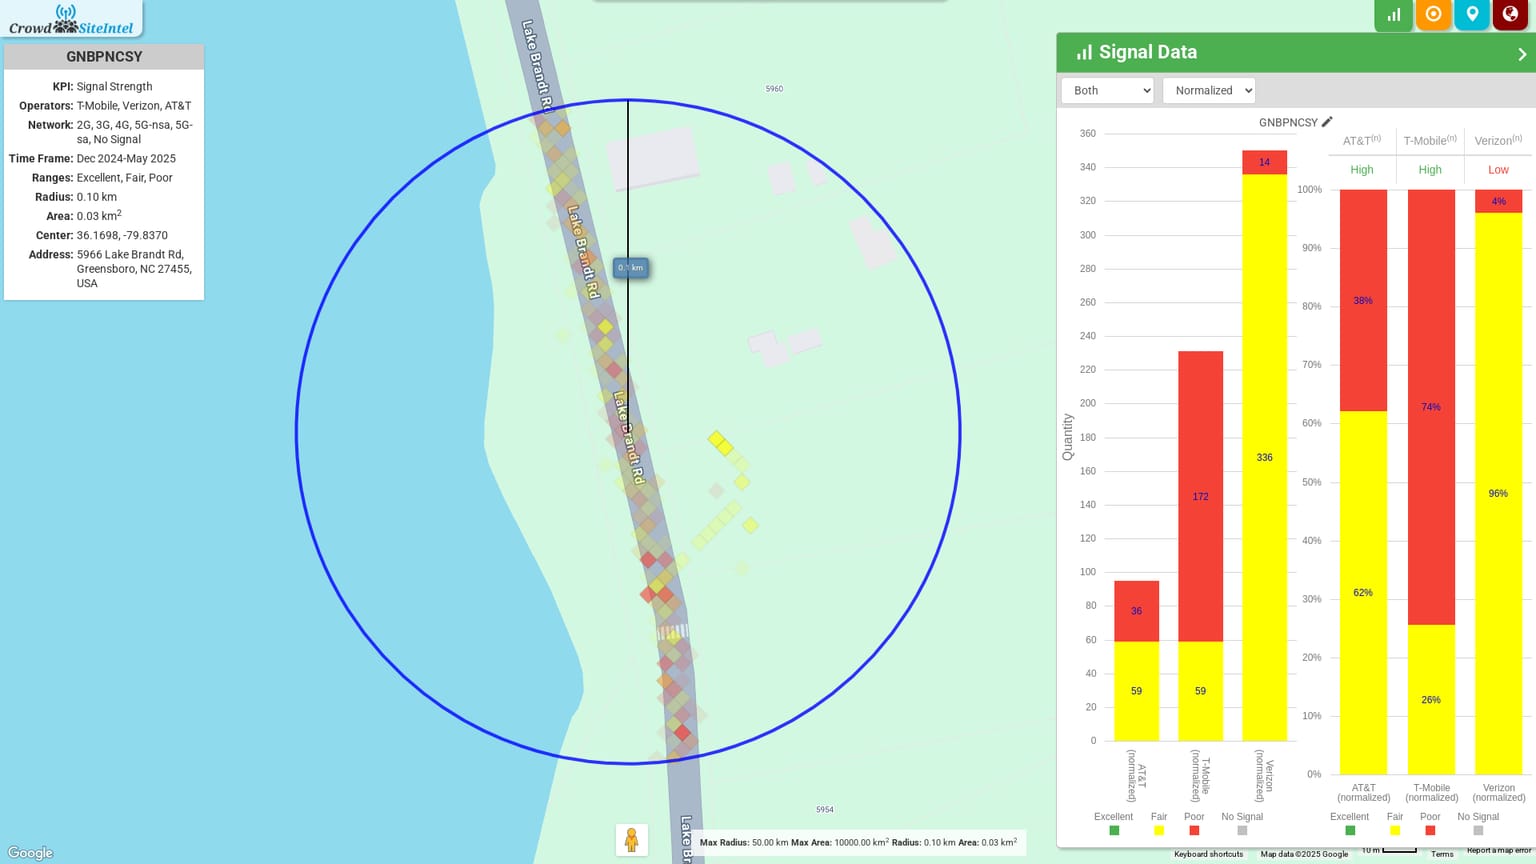 Crowd SiteIntel
GNBPNCSY
KPI: Signal Strength
Operators: T-Mobile, Verizon, AT&T
Network: 2G, 3G, 4G, 5G-nsa, 5G-
sa, No Signal
Time Frame: Dec 2024-May 2025
Ranges: Excellent, Fair, Poor
Radius: 0.10 km
Area: 0.03 km²
Center: 36.1698, -79.8370
Address: 5966 Lake Brandt Rd,
Greensboro, NC 27455,
USA
Lake Brandt Rd
5960
Lake Brandt Rd
0.1 km
Lake Brandt Rd
5954
Lake Br
Google
Max Radius: 50.00 km Max Area: 10000.00 km² Radius: 0.10 km Area: 0.03 km²
Signal Data
Both
Normalized
GNBPNCSY
360
340
320
300
280
260
240
220
200
180
160
140
120
100
80
60
40
20
0
Quantity
36
59
172
59
14
336
AT&T
(normalized)
T-Mobile
(normalized)
Verizon
(normalized)
Excellent
Fair
Poor
No Signal
AT&T(n)
T-Mobile(n)
Verizon(n)
High
High
Low
100%
90%
80%
70%
60%
50%
40%
30%
20%
10%
0%
38%
62%
74%
26%
4%
96%
AT&T
(normalized)
T-Mobile
(normalized)
Verizon
(normalized)
Excellent
Fair
Poor
No Signal
Keyboard shortcuts
Map data ©2025 Google
10 m
Terms
Report a map error